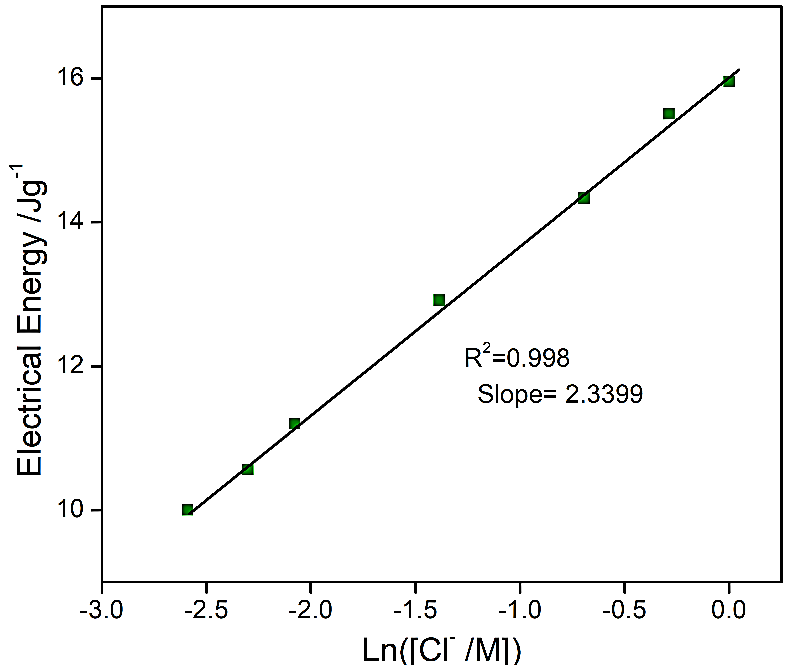 16
14
12
10
Electrical Energy /Jg⁻¹
R²=0.998
Slope= 2.3399
-3.0 -2.5 -2.0 -1.5 -1.0 -0.5 0.0
Ln([Cl⁻ /M])